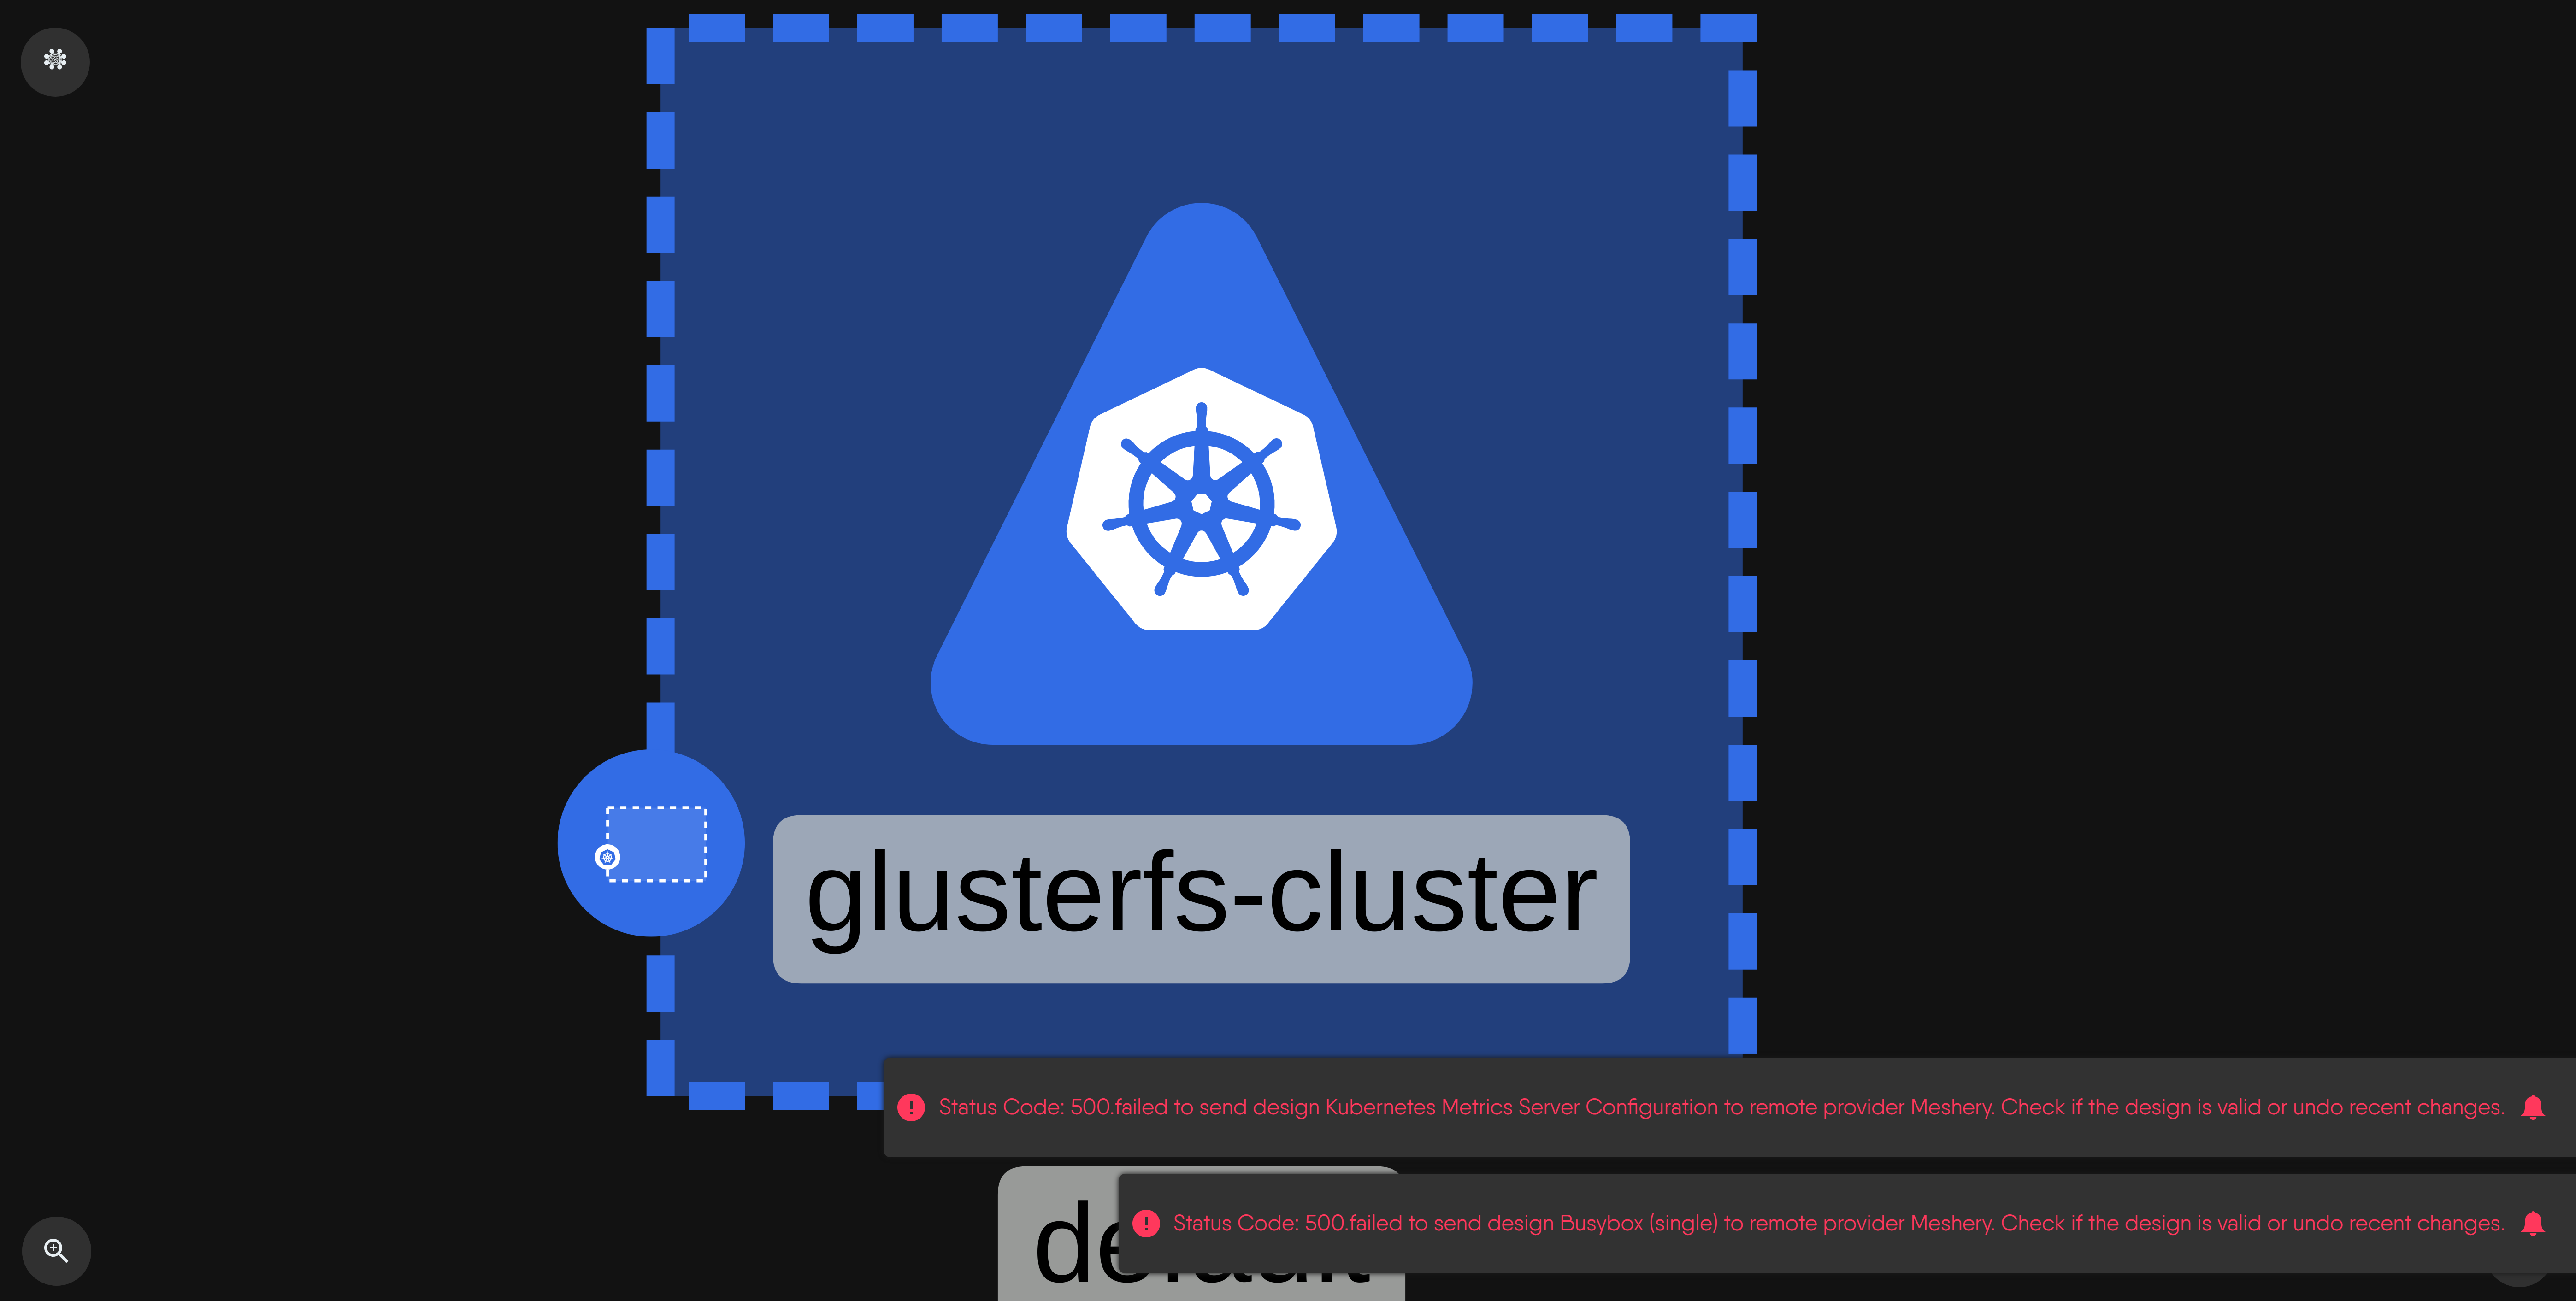 glusterfs-cluster
Status Code: 500.failed to send design Kubernetes Metrics Server Configuration to remote provider Meshery. Check if the design is valid or undo recent changes.
Status Code: 500.failed to send design Busybox (single) to remote provider Meshery. Check if the design is valid or undo recent changes.